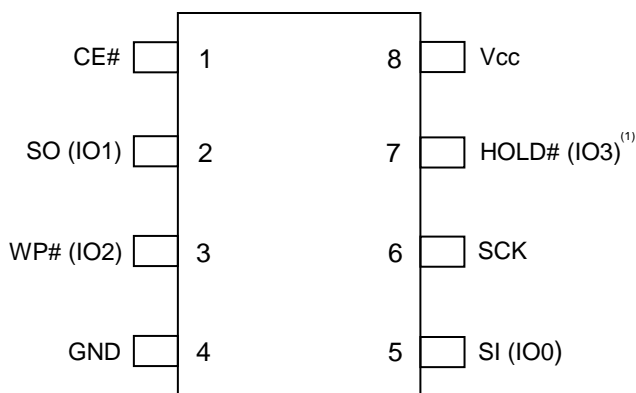 CE# 1 8 Vcc
SO (IO1) 2 7 HOLD# (IO3)(1)
WP# (IO2) 3 6 SCK
GND 4 5 SI (IO0)